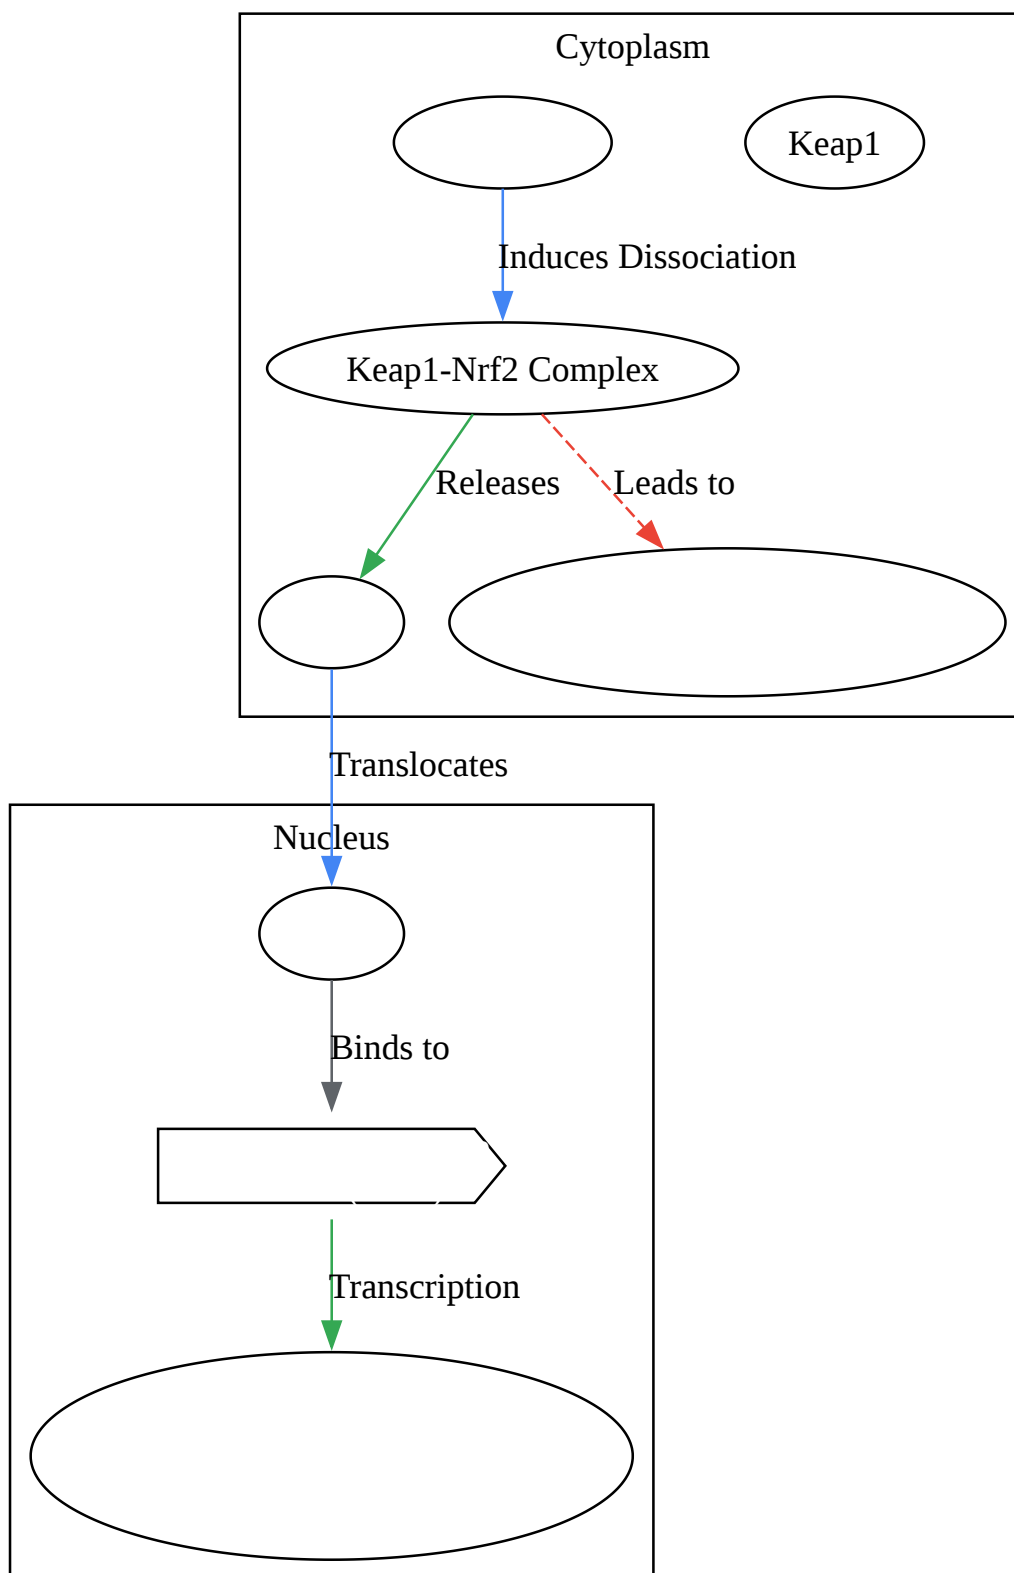 Cytoplasm
Keap1
Induces Dissociation
Keap1-Nrf2 Complex
Releases
Leads to
Translocates
Nucleus
Binds to
Transcription